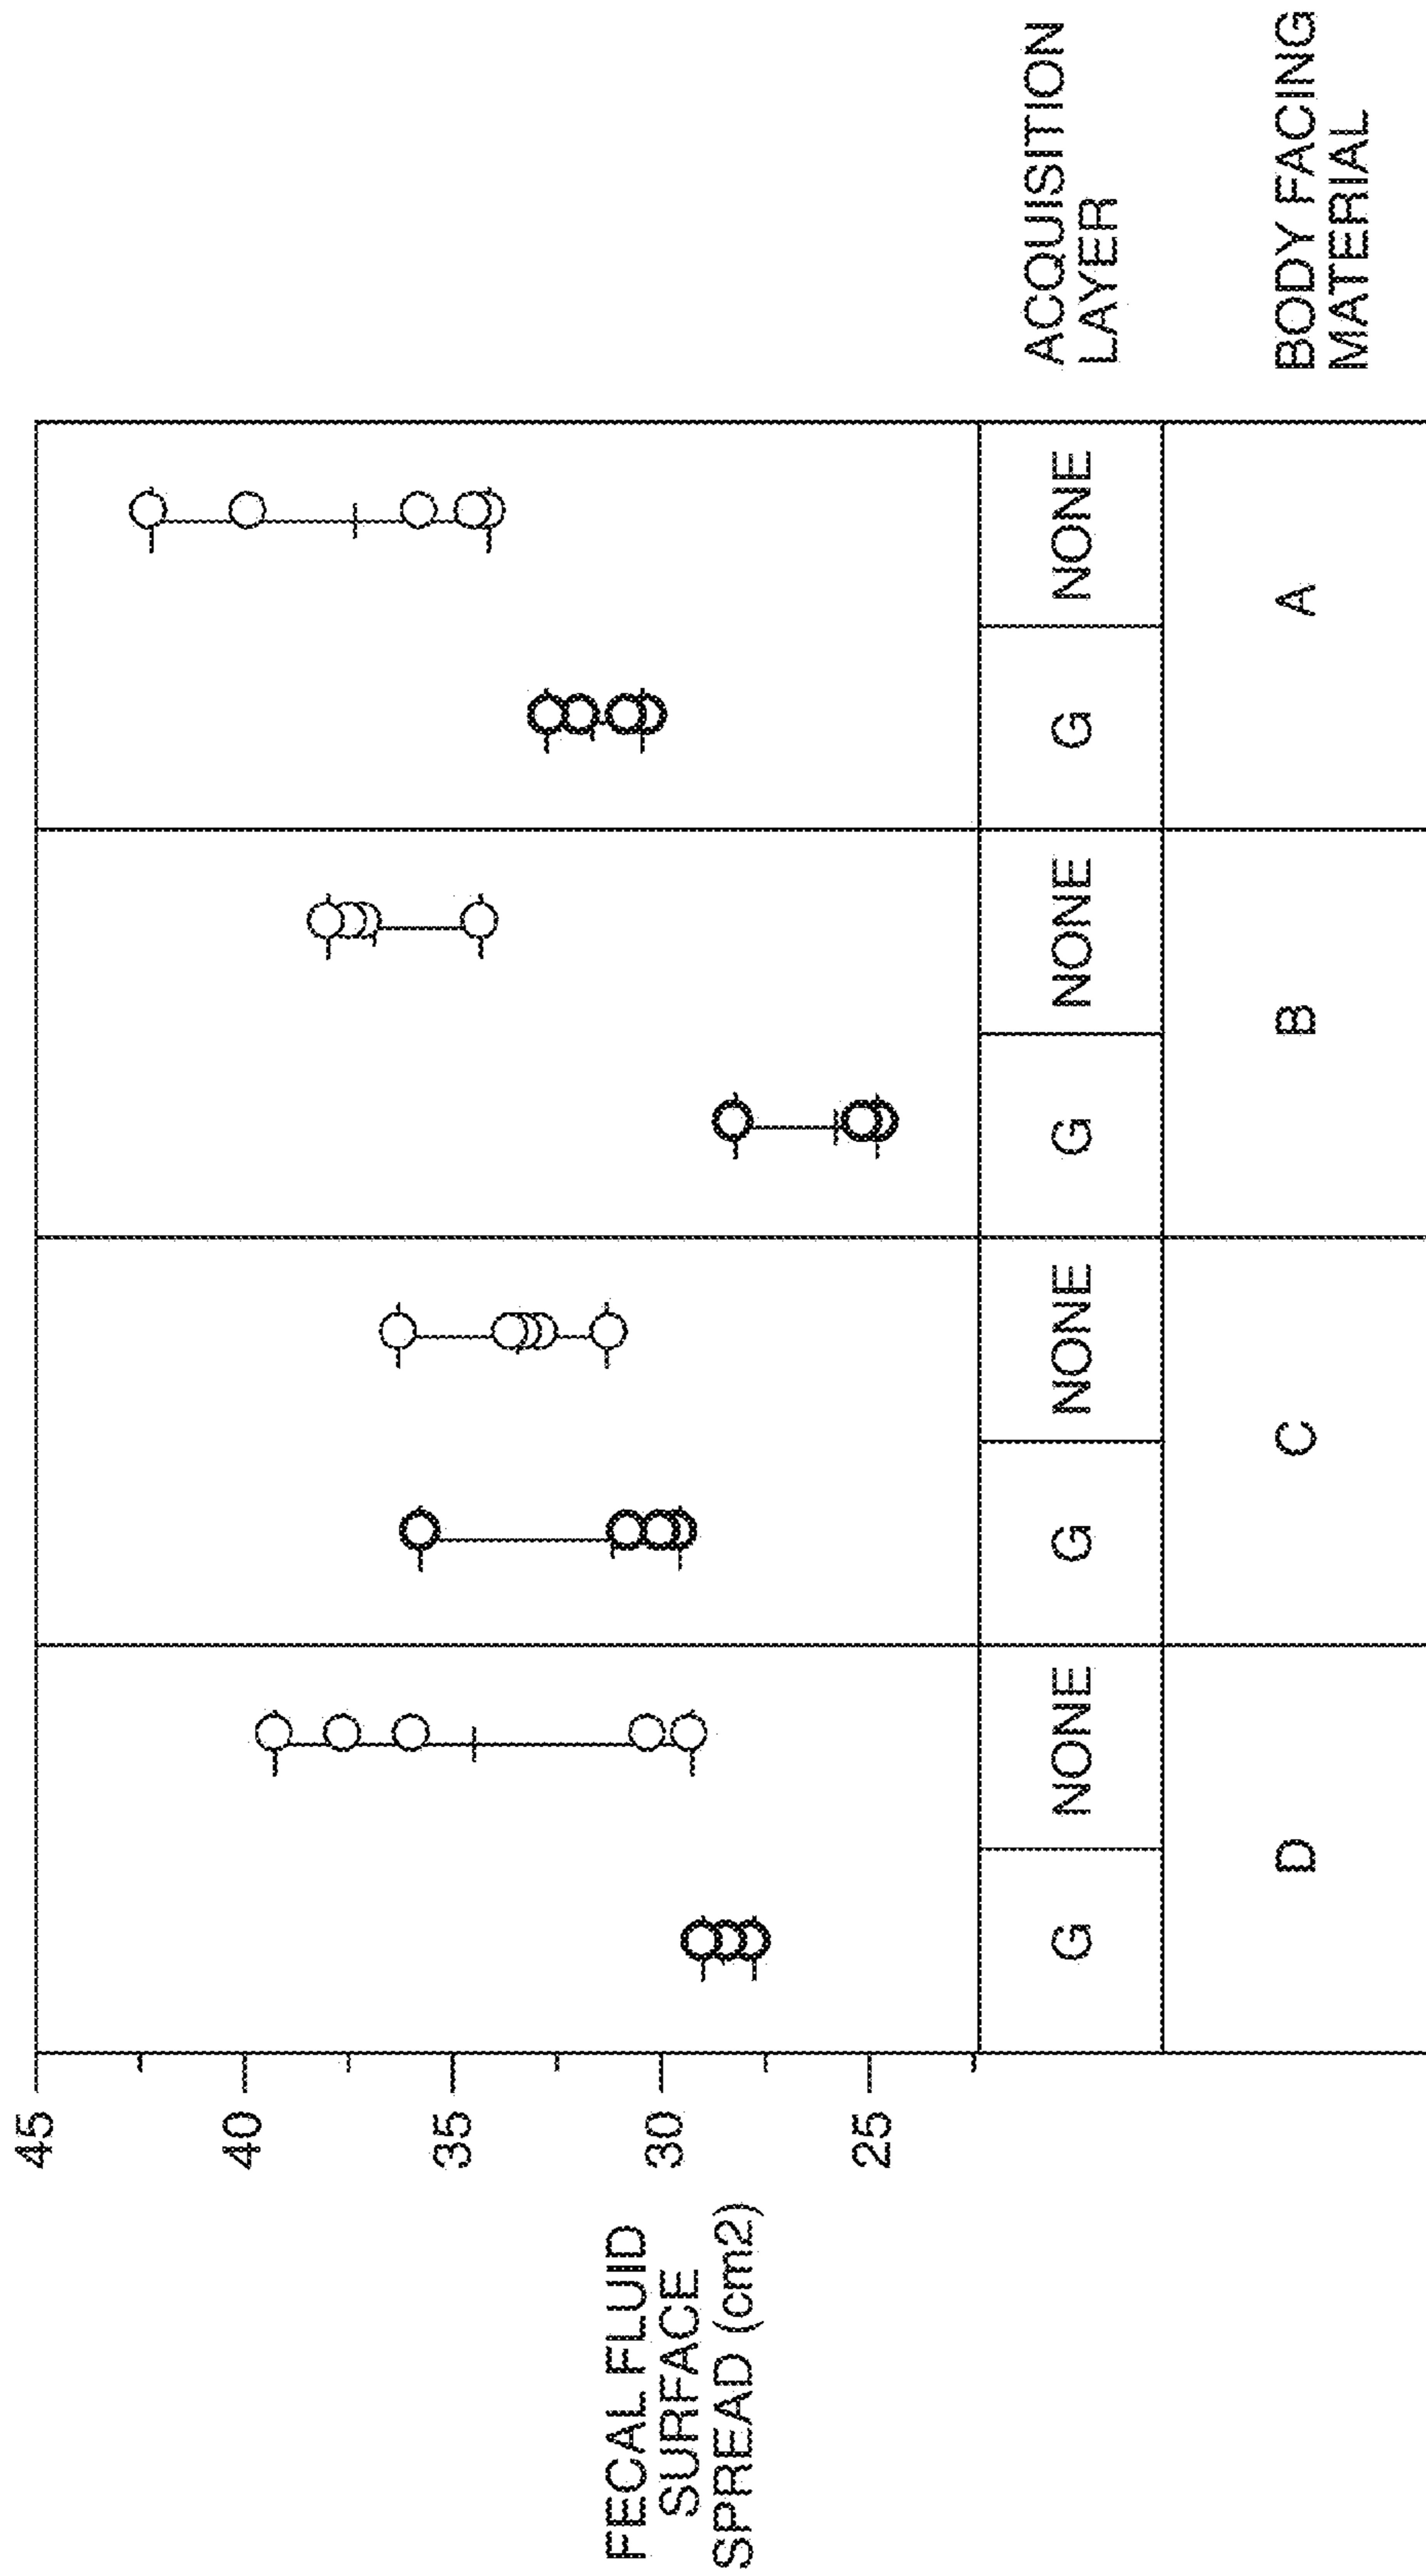 FECAL FLUID
SURFACE
SPREAD (cm2)
45
40
35
30
25
G NONE G NONE G NONE G NONE
ACQUISITION
LAYER
D C B A
BODY FACING
MATERIAL